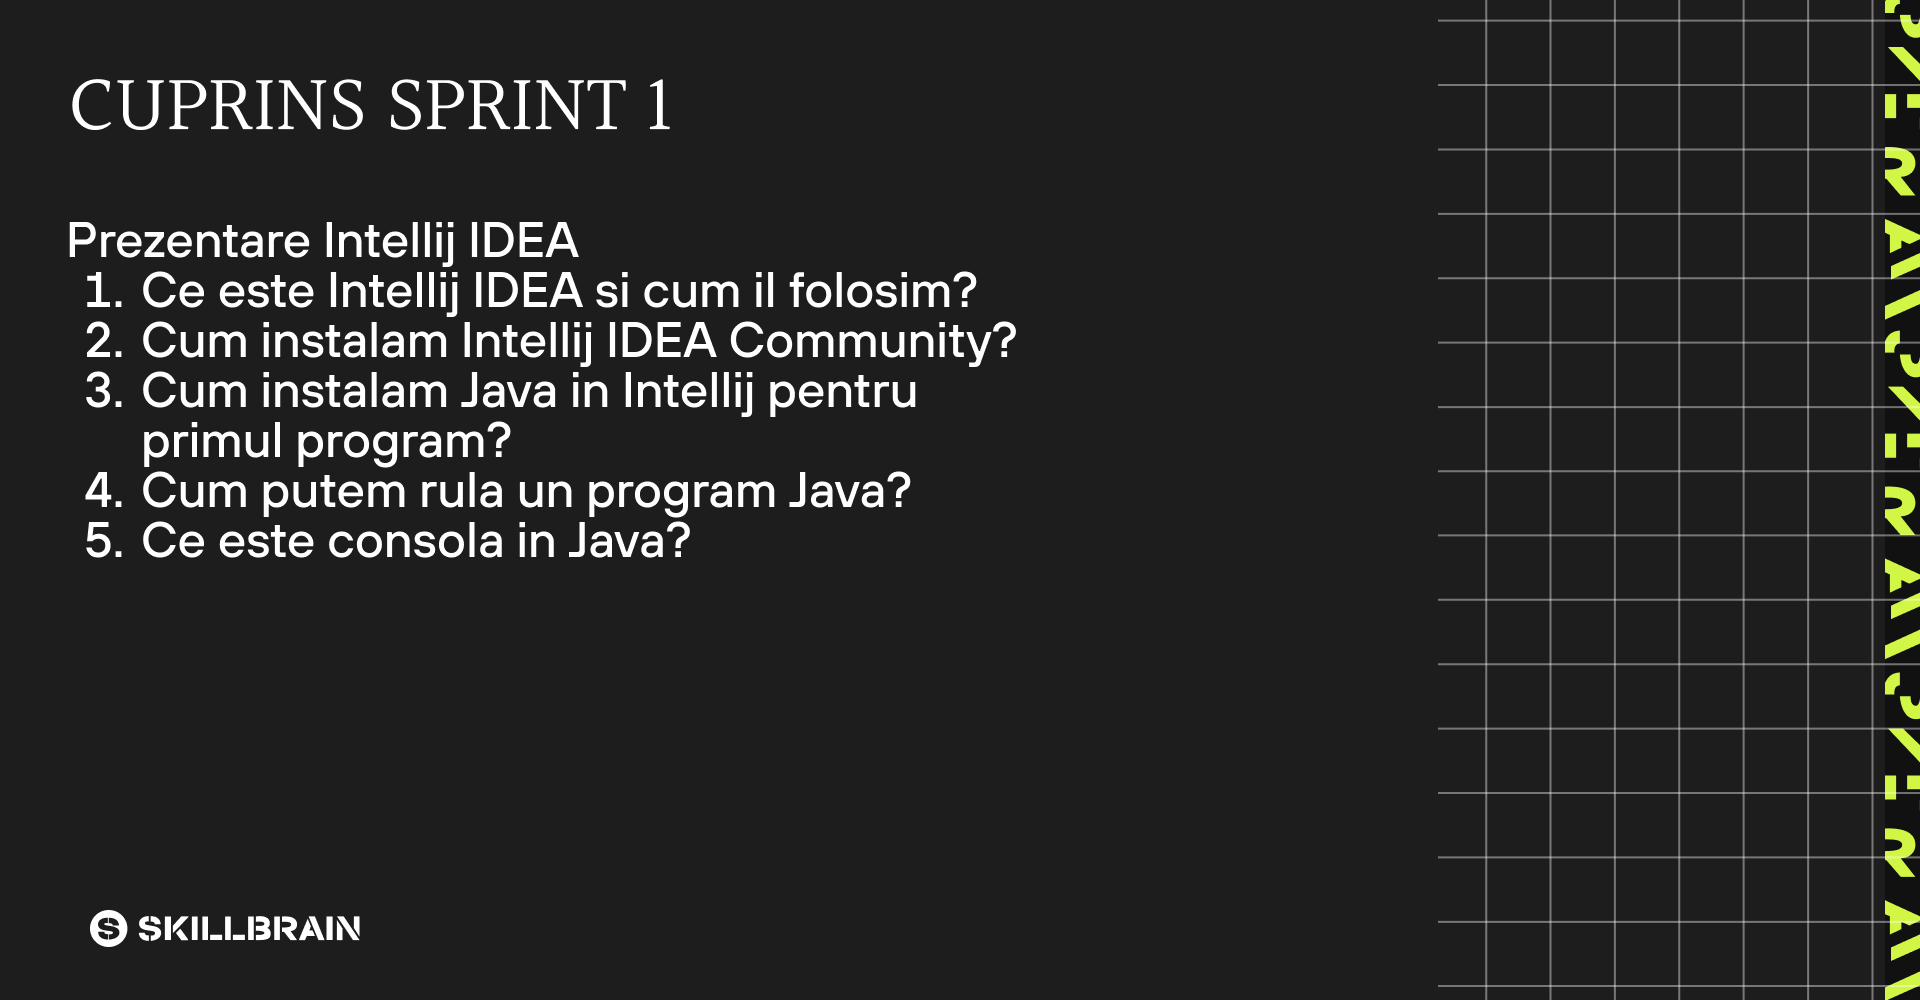 CUPRINS SPRINT 1
Prezentare Intellij IDEA
1. Ce este Intellij IDEA si cum il folosim?
2. Cum instalam Intellij IDEA Community?
3. Cum instalam Java in Intellij pentru
primul program?
4. Cum putem rula un program Java?
5. Ce este consola in Java?
SKILLBRAIN